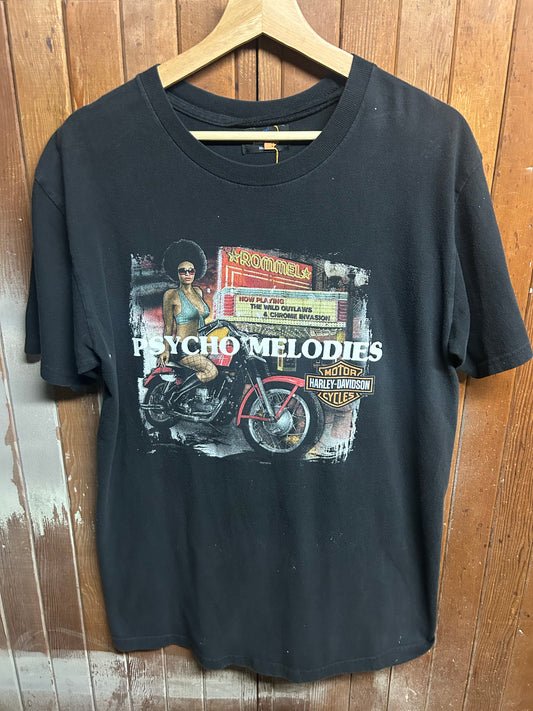 ROMMEL
NOW PLAYING
THE WILD OUTLAWS
& CHROME INVASION
PSYCHO MELODIES
MOTOR
HARLEY-DAVIDSON
CYCLES